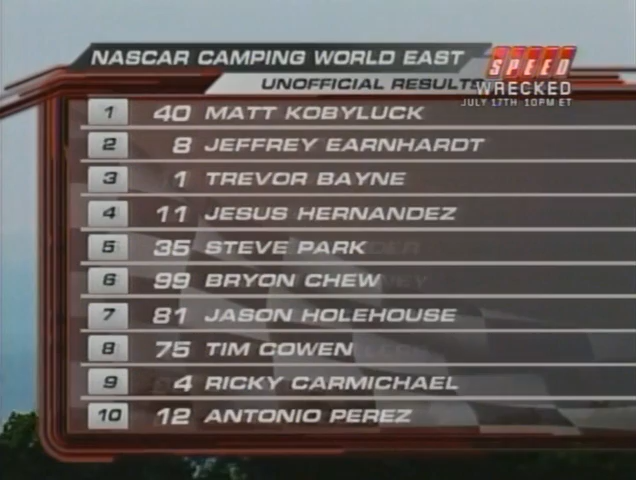 NASCAR CAMPING WORLD EAST
SPEED
UNOFFICIAL RESULTS
WRECKED
JULY 17TH 10PM ET
1 40 MATT KOBYLUCK
2 8 JEFFREY EARNHARDT
3 1 TREVOR BAYNE
4 11 JESUS HERNANDEZ
5 35 STEVE PARK
6 99 BRYON CHEW
7 81 JASON HOLEHOUSE
8 75 TIM COWEN
9 4 RICKY CARMICHAEL
10 12 ANTONIO PEREZ